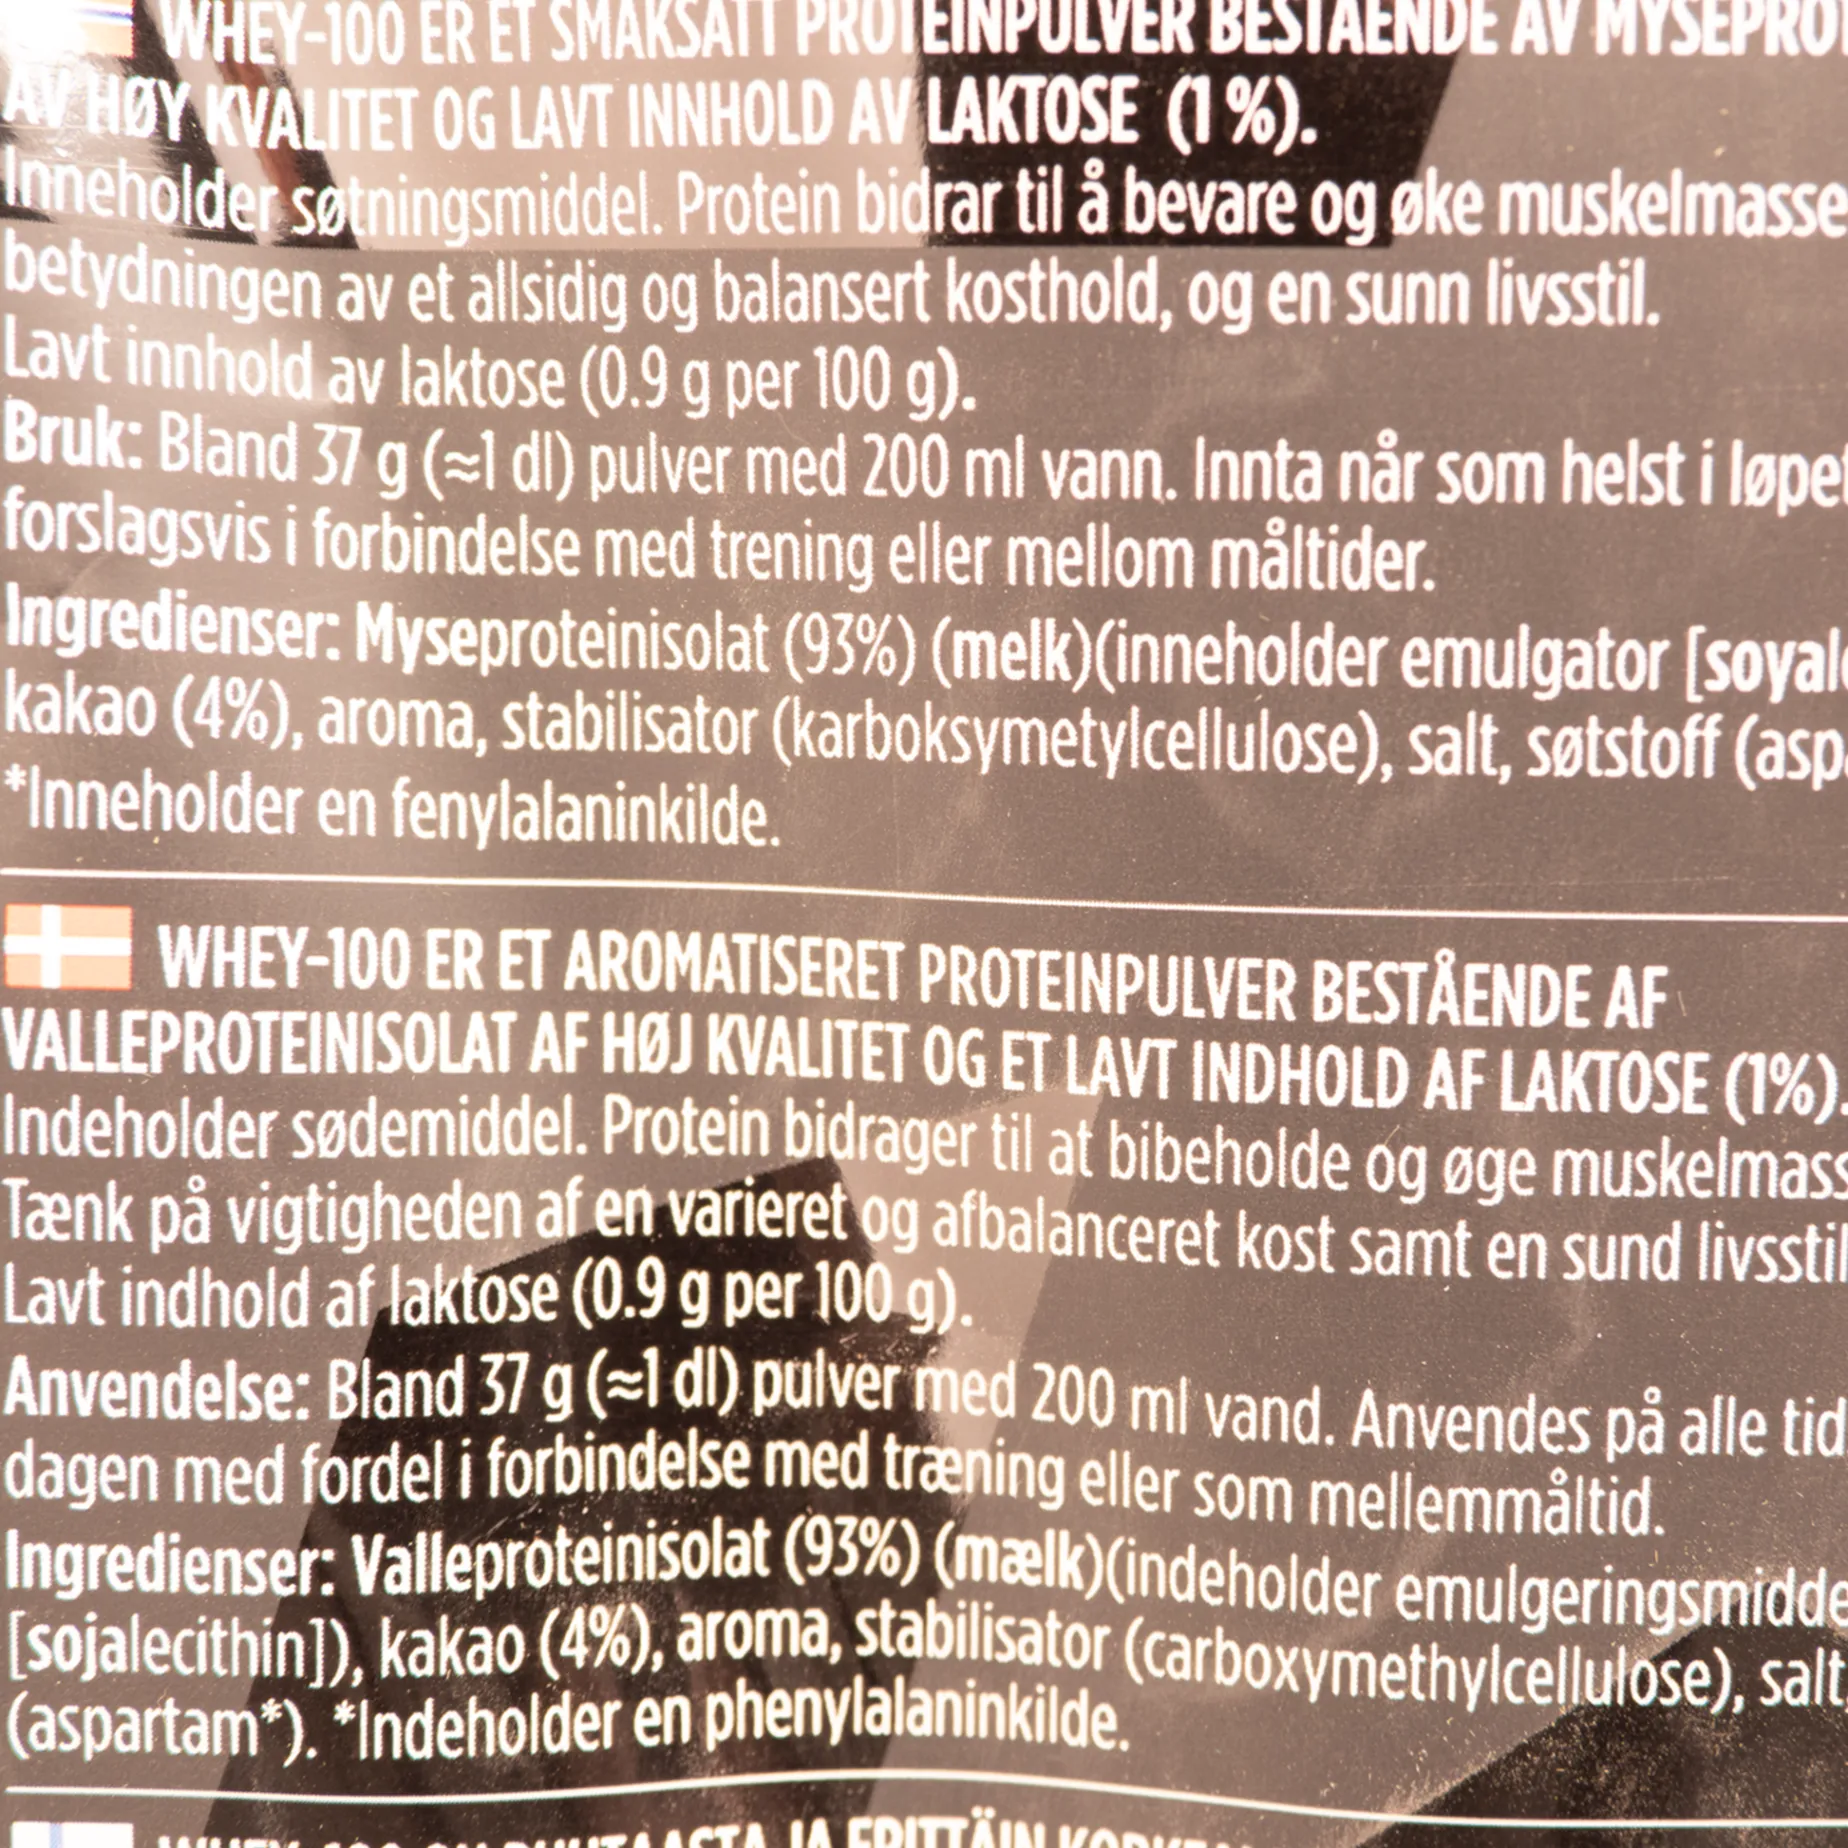 WHEY-100 ER ET SMAKSATT PROTEINPULVER BESTÅENDE AV MYSEPRO
AV HØY KVALITET OG LAVT INNHOLD AV LAKTOSE (1 %).
Inneholder søtningsmiddel. Protein bidrar til å bevare og øke muskelmasse
betydningen av et allsidig og balansert kosthold, og en sunn livsstil.
Lavt innhold av laktose (0.9 g per 100 g).
Bruk: Bland 37 g (≈1 dl) pulver med 200 ml vann. Innta når som helst i løpet
forslagsvis i forbindelse med trening eller mellom måltider.
Ingredienser: Myseproteinisolat (93%) (melk)(inneholder emulgator [soyale
kakao (4%), aroma, stabilisator (karboksymetylcellulose), salt, søtstoff (aspa
*Inneholder en fenylalaninkilde.
WHEY-100 ER ET AROMATISERET PROTEINPULVER BESTÅENDE AF
VALLEPROTEINISOLAT AF HØJ KVALITET OG ET LAVT INDHOLD AF LAKTOSE (1%).
Indeholder sødemiddel. Protein bidrager til at bibeholde og øge muskelmass
Tænk på vigtigheden af en varieret og afbalanceret kost samt en sund livsstil
Lavt indhold af laktose (0.9 g per 100 g).
Anvendelse: Bland 37 g (≈1 dl) pulver med 200 ml vand. Anvendes på alle tid
dagen med fordel i forbindelse med træning eller som mellemmåltid.
Ingredienser: Valleproteinisolat (93%) (mælk)(indeholder emulgeringsmidde
[sojalecithin]), kakao (4%), aroma, stabilisator (carboxymethylcellulose), salt
(aspartam*). *Indeholder en phenylalaninkilde.